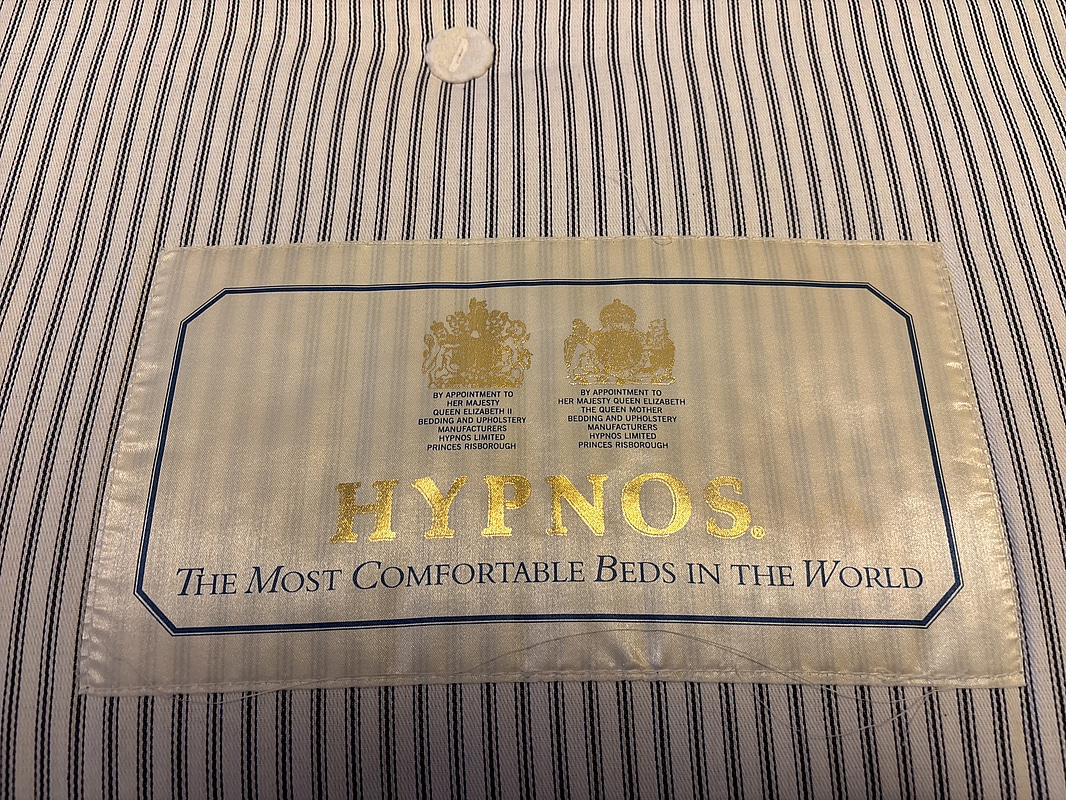 BY APPOINTMENT TO
HER MAJESTY
QUEEN ELIZABETH II
BEDDING AND UPHOLSTERY
MANUFACTURERS
HYPNOS LIMITED
PRINCES RISBOROUGH
BY APPOINTMENT TO
HER MAJESTY QUEEN ELIZABETH
THE QUEEN MOTHER
BEDDING AND UPHOLSTERY
MANUFACTURERS
HYPNOS LIMITED
PRINCES RISBOROUGH
HYPNOS®
THE MOST COMFORTABLE BEDS IN THE WORLD